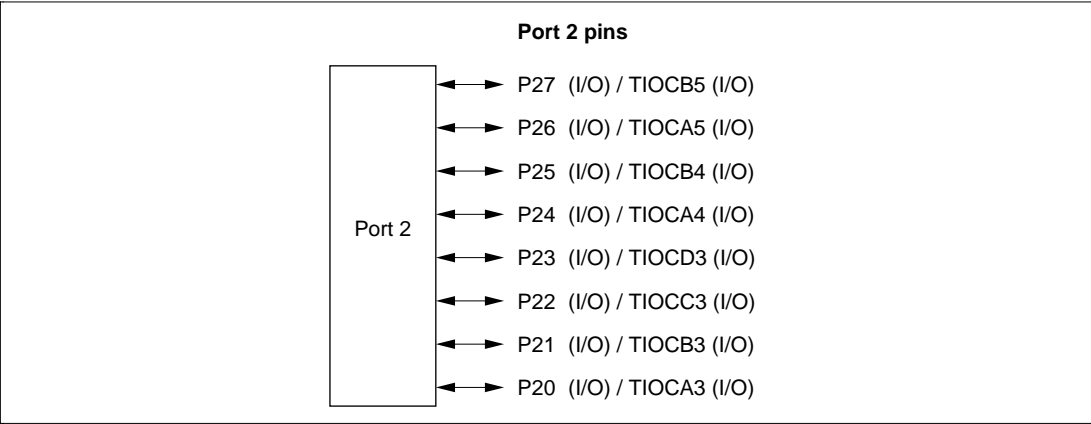 Port 2 pins
P27 (I/O) / TIOCB5 (I/O)
P26 (I/O) / TIOCA5 (I/O)
P25 (I/O) / TIOCB4 (I/O)
P24 (I/O) / TIOCA4 (I/O)
Port 2
P23 (I/O) / TIOCD3 (I/O)
P22 (I/O) / TIOCC3 (I/O)
P21 (I/O) / TIOCB3 (I/O)
P20 (I/O) / TIOCA3 (I/O)